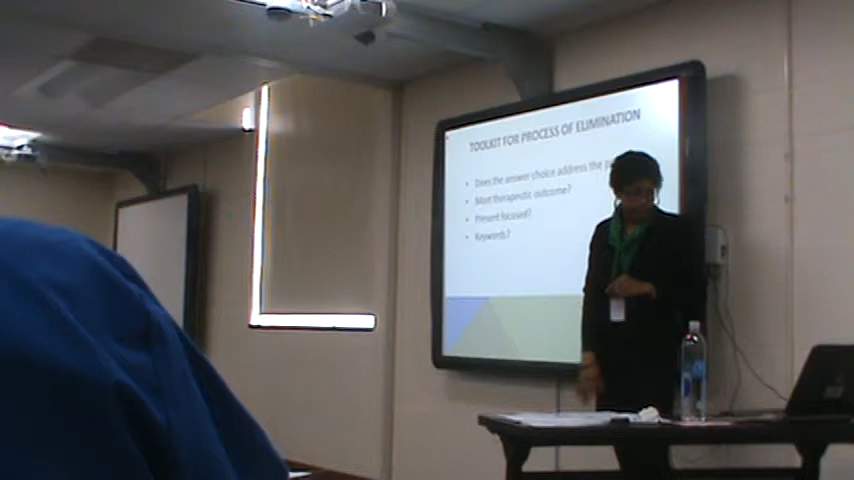 TOOLKIT FOR PROCESS OF ELIMINATION
• Does the answer choice address the
• Most therapeutic outcome?
• Present focused?
• Keywords?